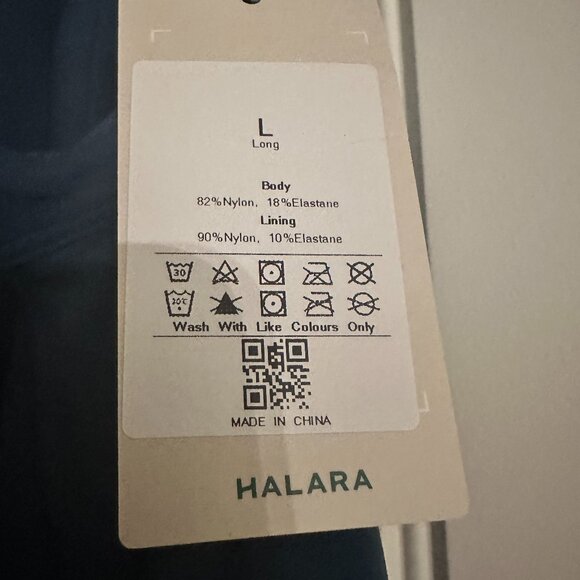 L
Long
Body
82%Nylon, 18%Elastane
Lining
90%Nylon, 10%Elastane
30
Wash With Like Colours Only
MADE IN CHINA
HALARA